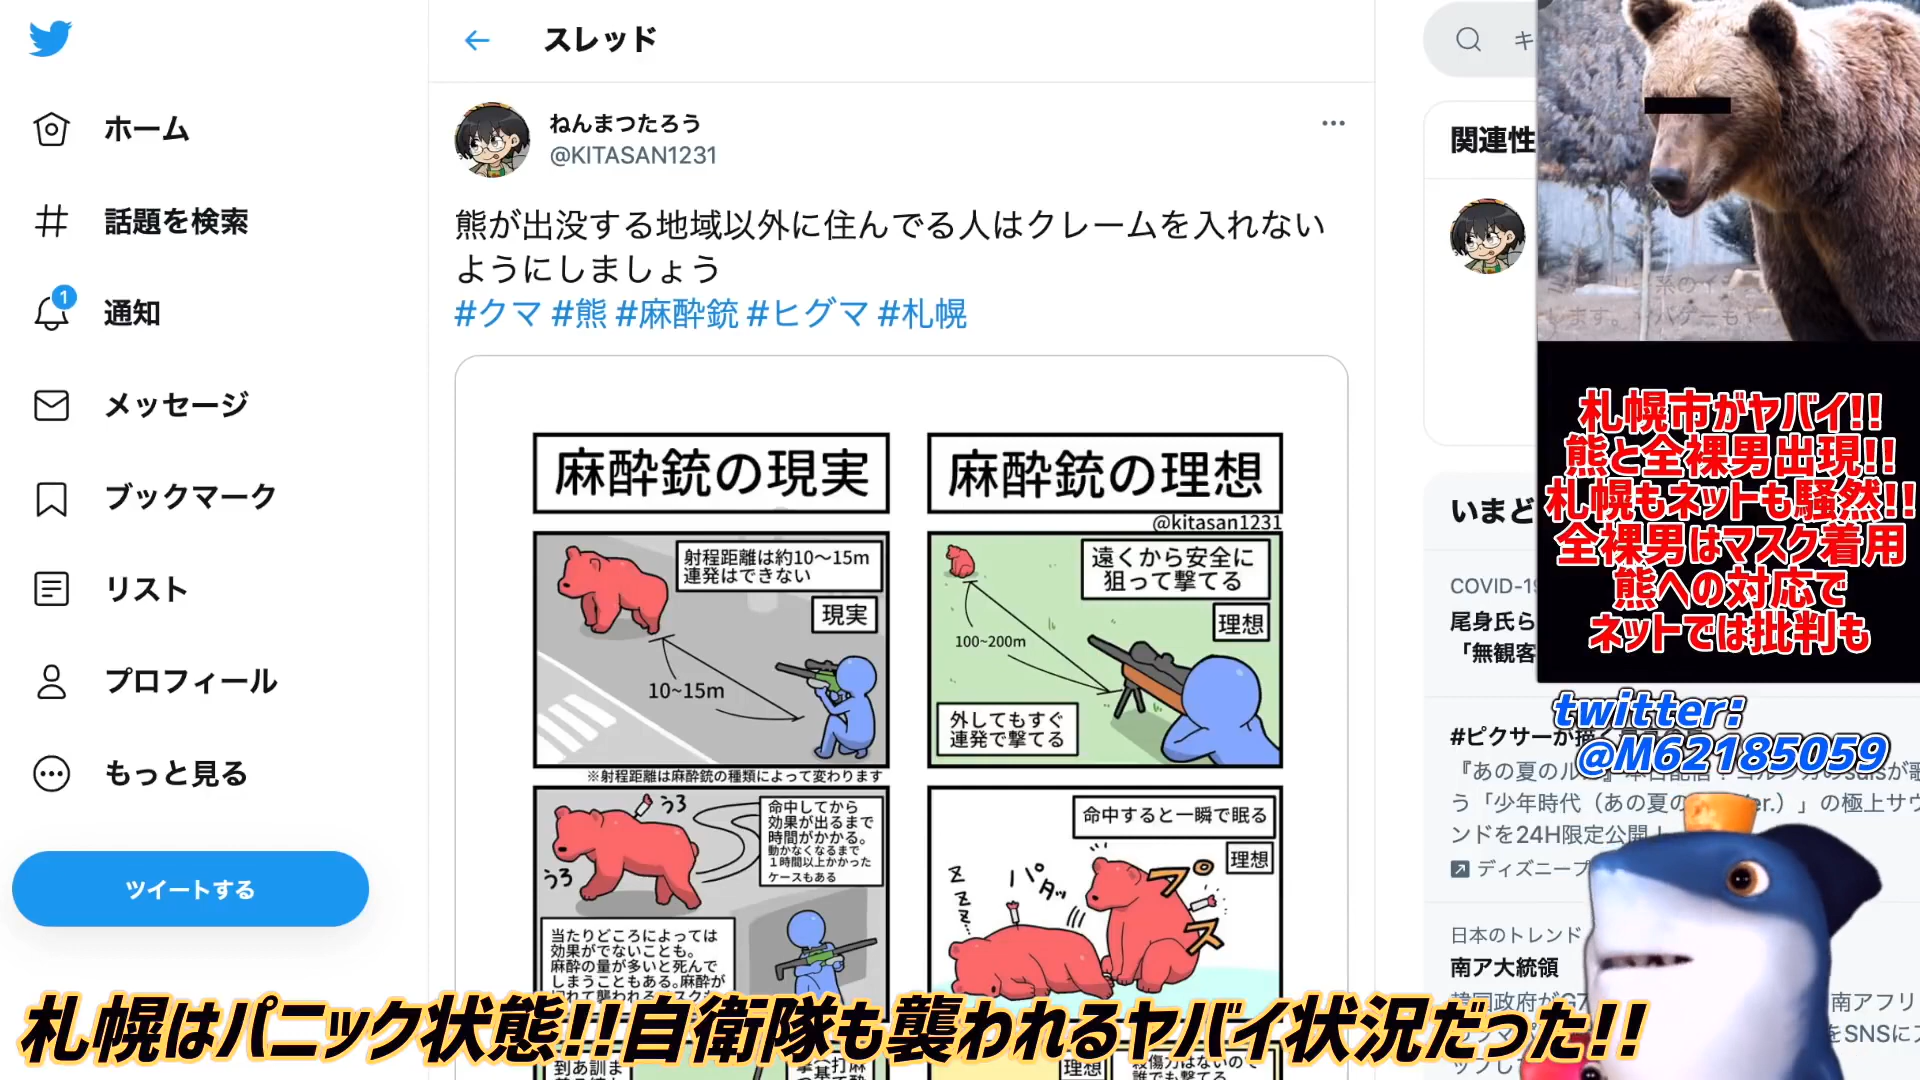 ホーム
話題を検索
1
通知
メッセージ
ブックマーク
リスト
プロフィール
もっと見る
ツイートする
スレッド
ねんまつたろう
@KITASAN1231
熊が出没する地域以外に住んでる人はクレームを入れない
ようにしましょう
#クマ #熊 #麻酔銃 #ヒグマ #札幌
麻酔銃の現実
射程距離は約10〜15m
連発はできない
現実
10~15m
※射程距離は麻酔銃の種類によって変わります
うろ
うろ
命中してから
効果が出るまで
時間がかかる。
動かなくなるまで
1時間以上かかった
ケースもある
当たりどころによっては
効果がでないことも。
麻酔の量が多いと死んで
しまうこともある。麻酔が
麻酔銃の理想
@kitasan1231
遠くから安全に
狙って撃てる
理想
100~200m
外してもすぐ
連発で撃てる
命中すると一瞬で眠る
理想
z
z
z
z
パタッ
プス
理想
キ
関連性
いまど
COVID-19
尾身氏ら
「無観客
#ピクサーが描く
う「少年時代（あの夏の
ンドを24H限定公開！
ディズニープ
日本のトレンド
南ア大統領
南アフリ
をSNSに
札幌市がヤバイ!!
熊と全裸男出現!!
札幌もネットも騒然!!
全裸男はマスク着用
熊への対応で
ネットでは批判も
twitter:
@M62185059
札幌はパニック状態!!自衛隊も襲われるヤバイ状況だった!!